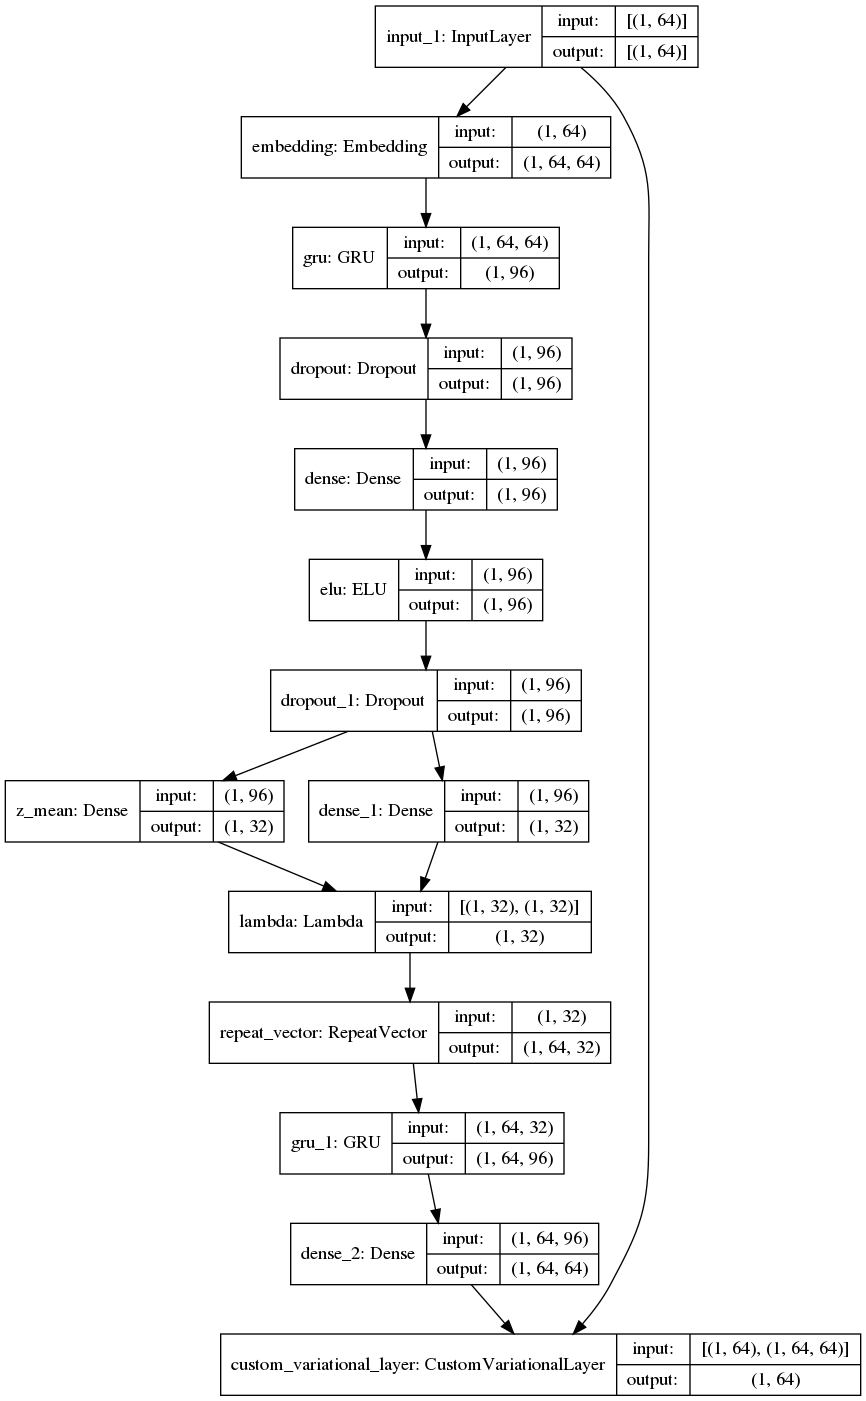 input_1: InputLayer
input: [(1, 64)]
output: [(1, 64)]
embedding: Embedding
input: (1, 64)
output: (1, 64, 64)
gru: GRU
input: (1, 64, 64)
output: (1, 96)
dropout: Dropout
input: (1, 96)
output: (1, 96)
dense: Dense
input: (1, 96)
output: (1, 96)
elu: ELU
input: (1, 96)
output: (1, 96)
dropout_1: Dropout
input: (1, 96)
output: (1, 96)
z_mean: Dense
input: (1, 96)
output: (1, 32)
dense_1: Dense
input: (1, 96)
output: (1, 32)
lambda: Lambda
input: [(1, 32), (1, 32)]
output: (1, 32)
repeat_vector: RepeatVector
input: (1, 32)
output: (1, 64, 32)
gru_1: GRU
input: (1, 64, 32)
output: (1, 64, 96)
dense_2: Dense
input: (1, 64, 96)
output: (1, 64, 64)
custom_variational_layer: CustomVariationalLayer
input: [(1, 64), (1, 64, 64)]
output: (1, 64)